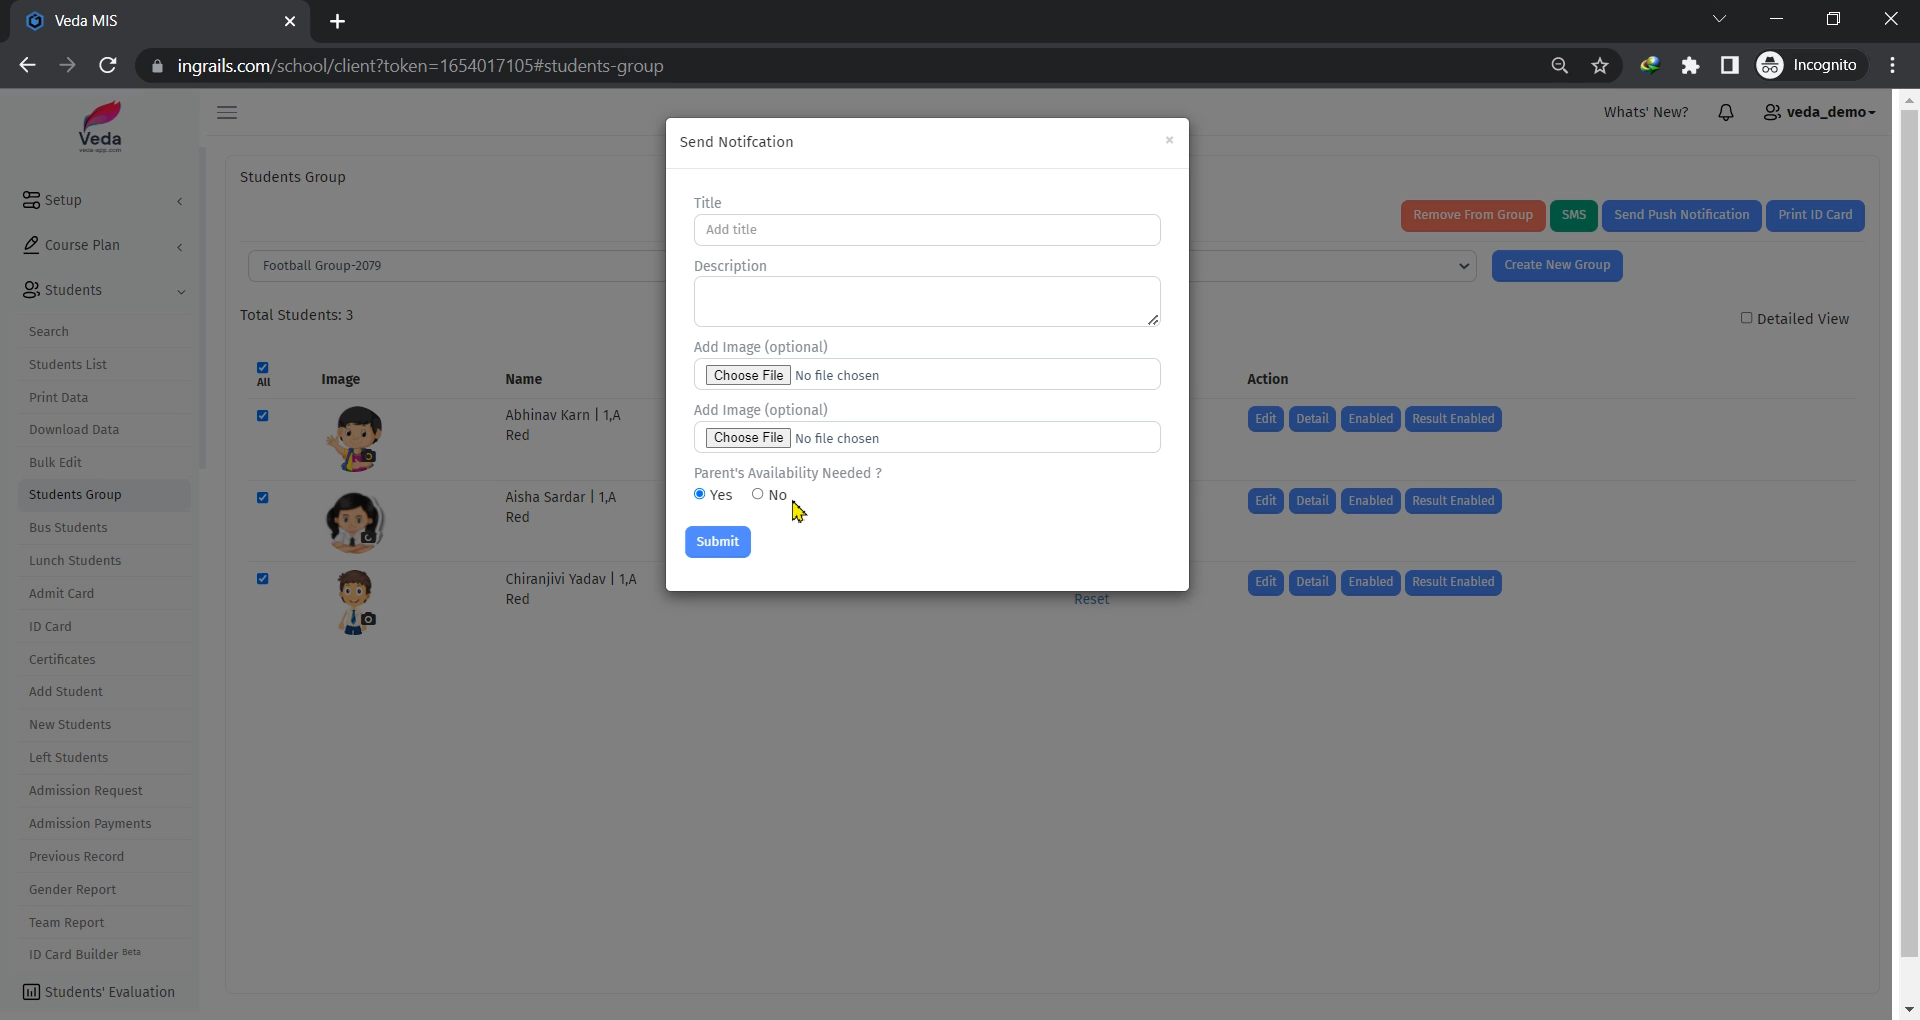 Veda MIS
ingrails.com/school/client?token=1654017105#students-group
Incognito
Veda
veda-app.com
Whats' New?
veda_demo
Setup
Course Plan
Students
Search
Students List
Print Data
Download Data
Bulk Edit
Students Group
Bus Students
Lunch Students
Admit Card
ID Card
Certificates
Add Student
New Students
Left Students
Admission Request
Admission Payments
Previous Record
Gender Report
Team Report
ID Card Builder Beta
Students' Evaluation
Students Group
Remove From Group
SMS
Send Push Notification
Print ID Card
Football Group-2079
Create New Group
Total Students: 3
Detailed View
All
Image
Name
Action
Abhinav Karn | 1,A
Red
Edit
Detail
Enabled
Result Enabled
Aisha Sardar | 1,A
Red
Edit
Detail
Enabled
Result Enabled
Chiranjivi Yadav | 1,A
Red
Reset
Edit
Detail
Enabled
Result Enabled
Send Notifcation
×
Title
Add title
Description
Add Image (optional)
Choose File No file chosen
Add Image (optional)
Choose File No file chosen
Parent's Availability Needed ?
Yes
No
Submit